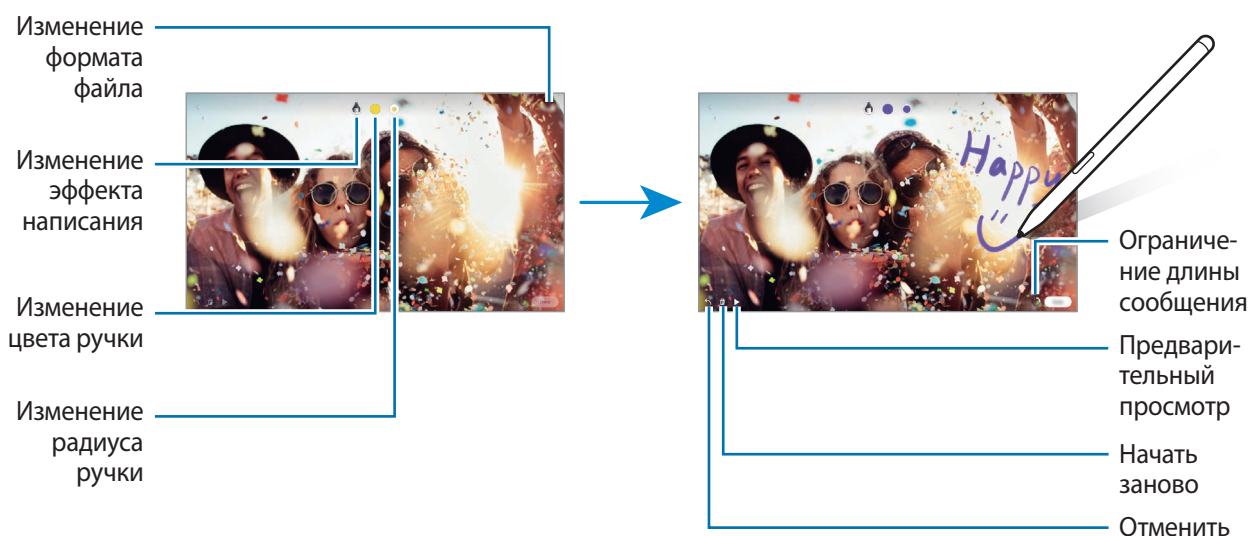 Изменение
формата
файла
Изменение
эффекта
написания
Изменение
цвета ручки
Изменение
радиуса
ручки
Happy
Ограниче-
ние длины
сообщения
Предвари-
тельный
просмотр
Начать
заново
Отменить